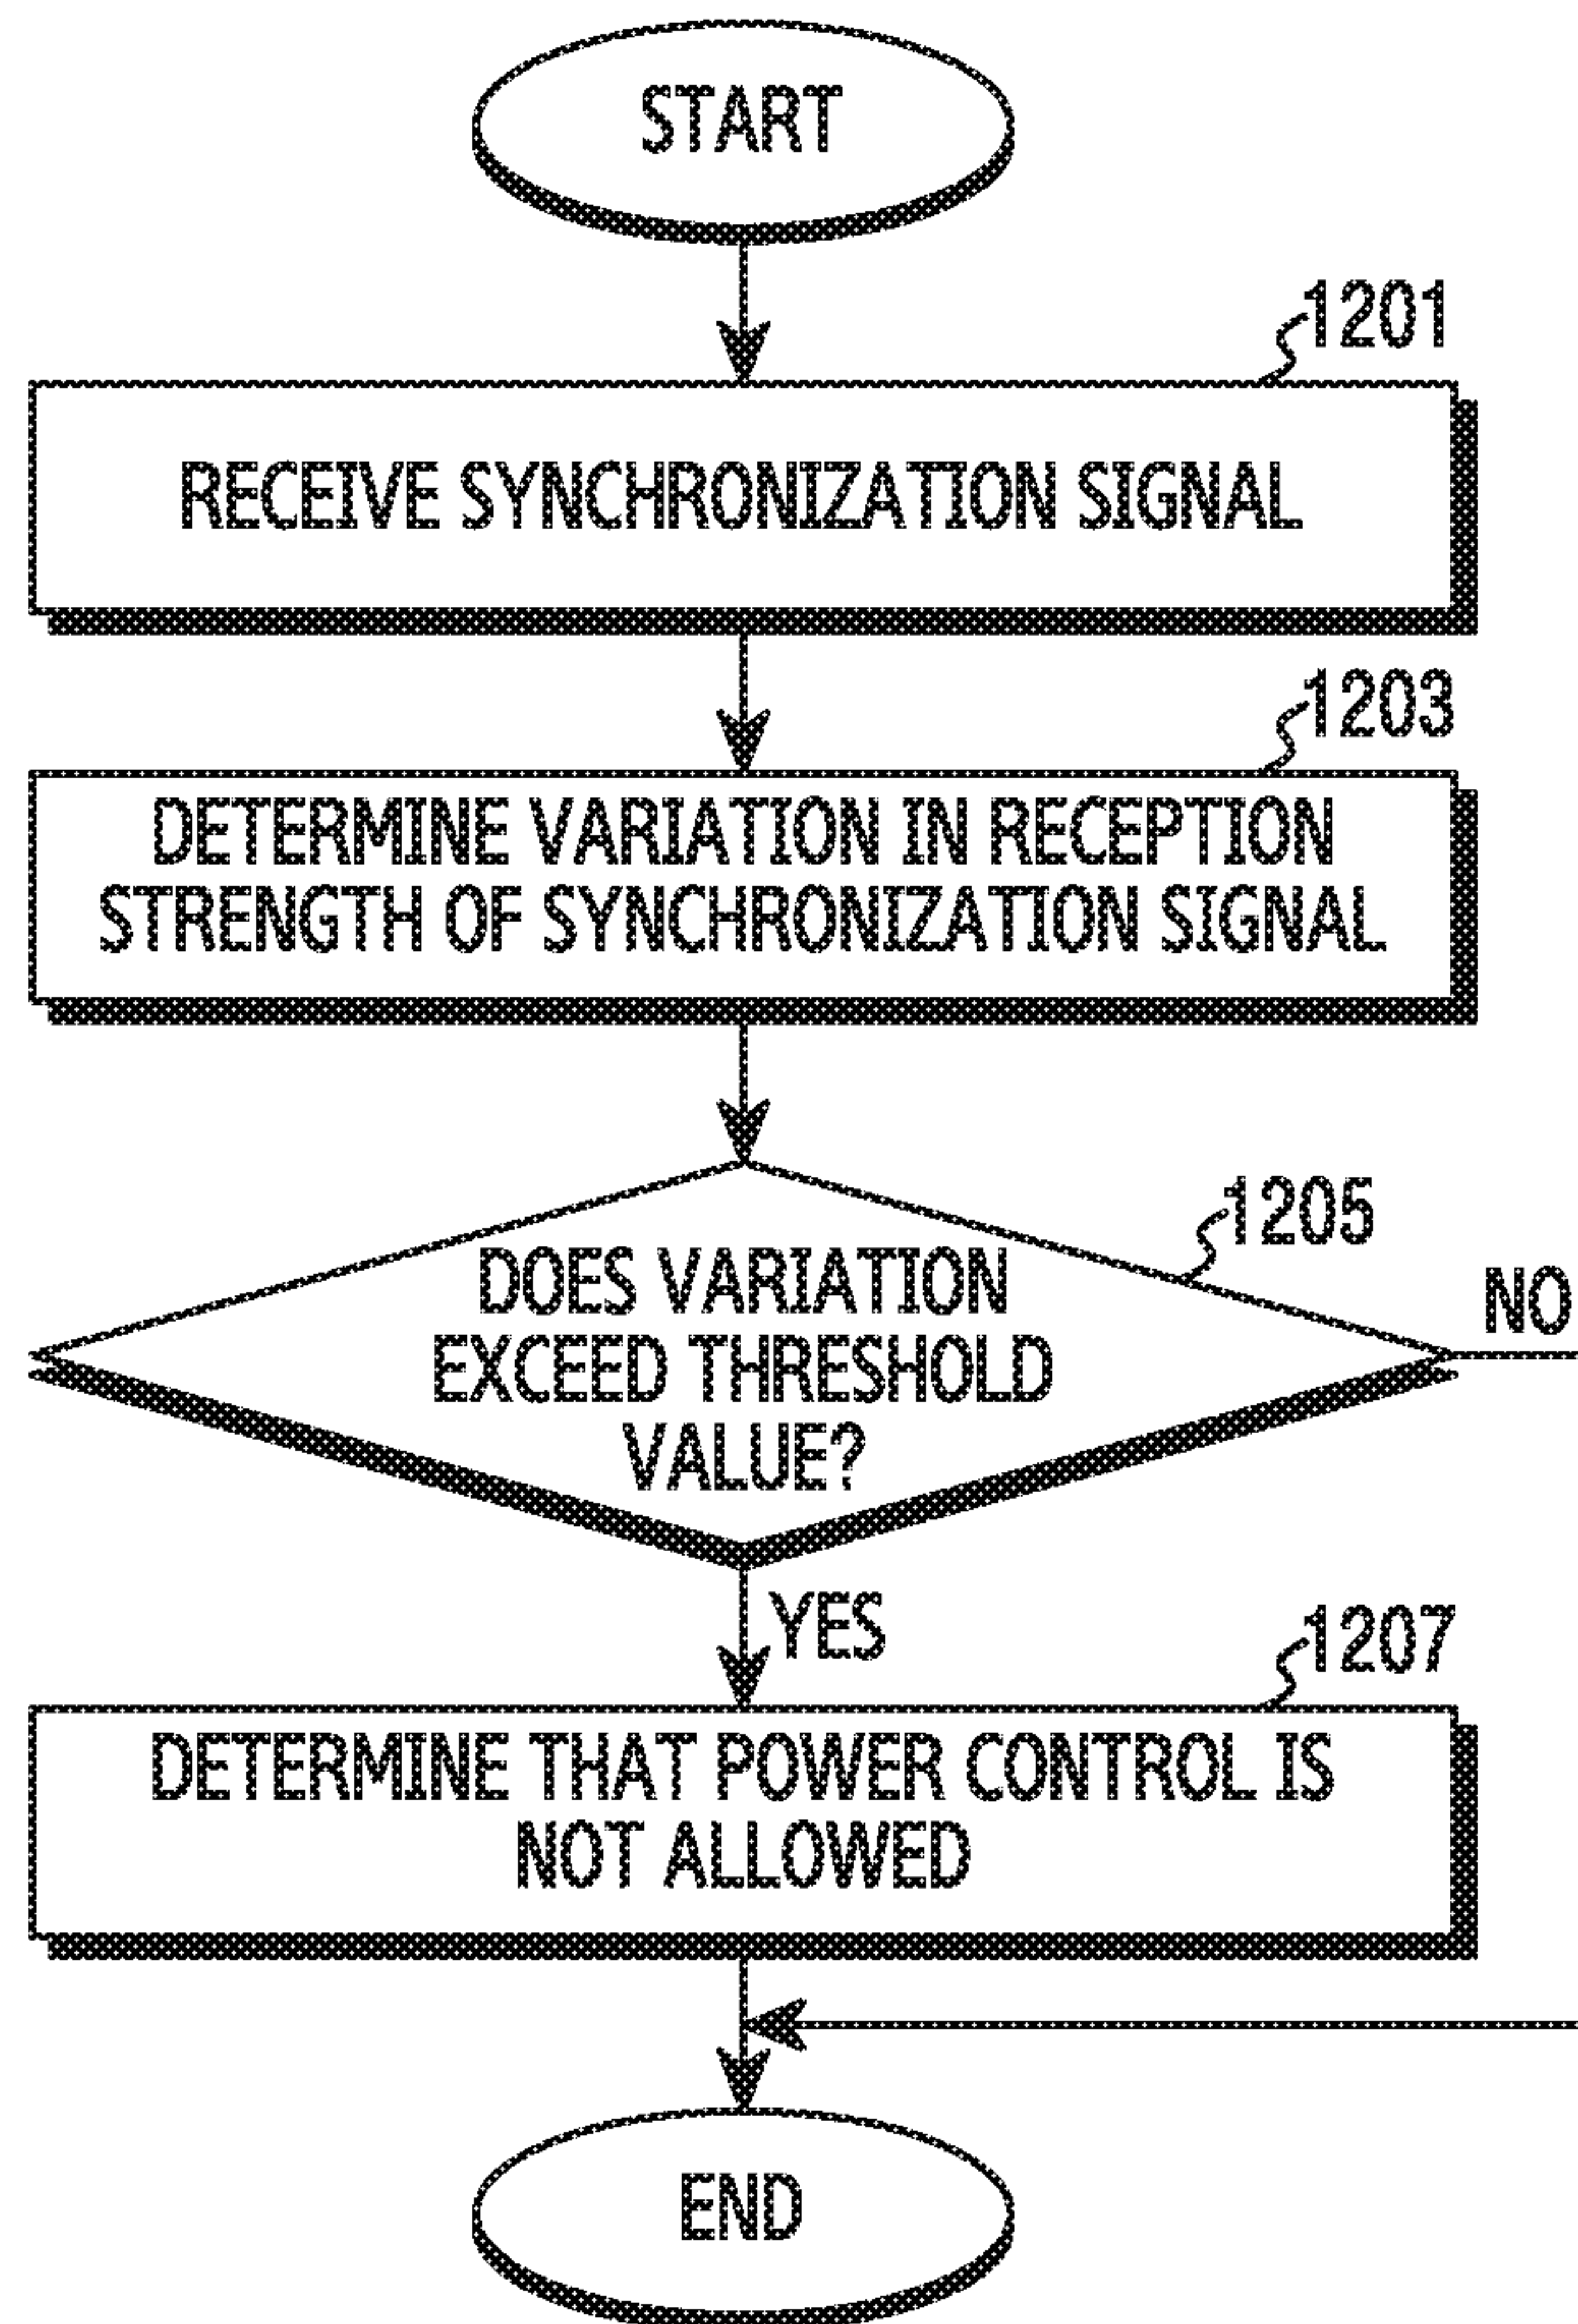 START
1201
RECEIVE SYNCHRONIZATION SIGNAL
1203
DETERMINE VARIATION IN RECEPTION
STRENGTH OF SYNCHRONIZATION SIGNAL
1205
DOES VARIATION
EXCEED THRESHOLD
VALUE?
NO
YES
1207
DETERMINE THAT POWER CONTROL IS
NOT ALLOWED
END